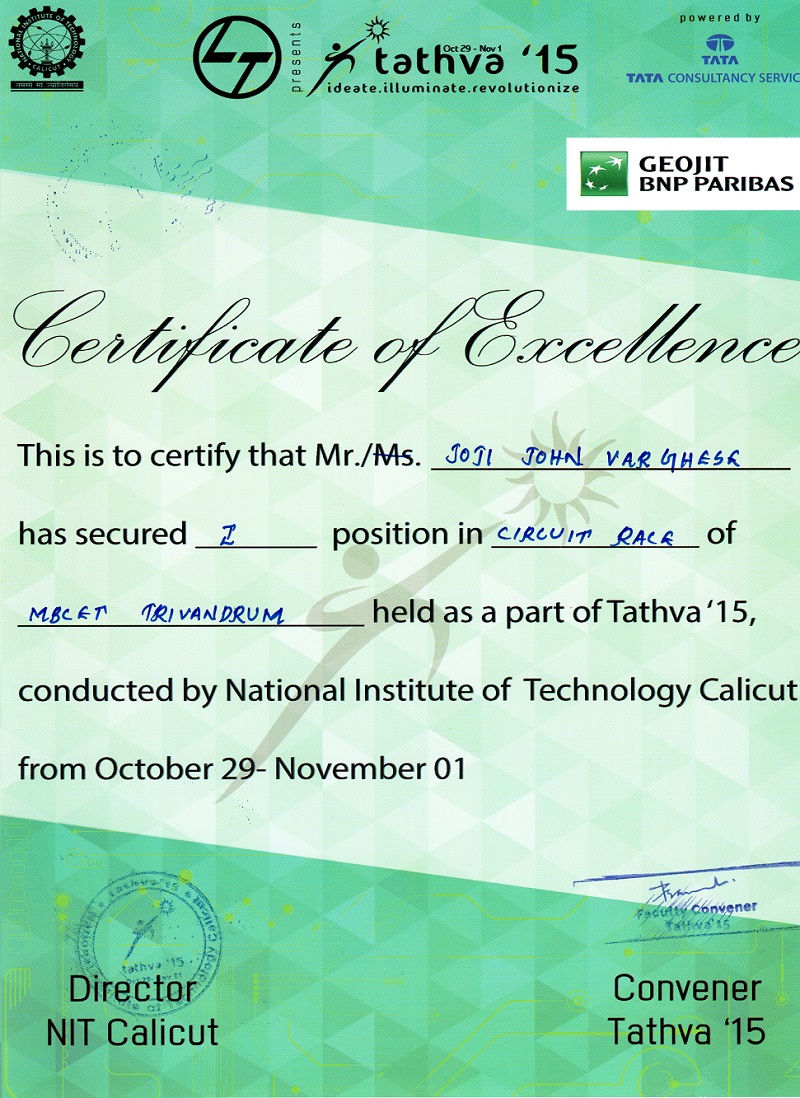 NATIONAL INSTITUTE OF TECHNOLOGY
CALICUT
तमसो मा ज्योतिर्गमय
LT
presents
Oct 29 - Nov 1
tathva ‘15
ideate.illuminate.revolutionize
powered by
TATA
TATA CONSULTANCY SERVIC
GEOJIT
BNP PARIBAS
Certificate of Excellence
This is to certify that Mr./Ms. JOJI JOHN VARGHESE
has secured I position in CIRCUIT RACE of
MBCET TRIVANDRUM held as a part of Tathva ‘15,
conducted by National Institute of Technology Calicut
from October 29- November 01
tathva '15
Faculty Convener
Tathva'15
Director
NIT Calicut
Convener
Tathva ‘15